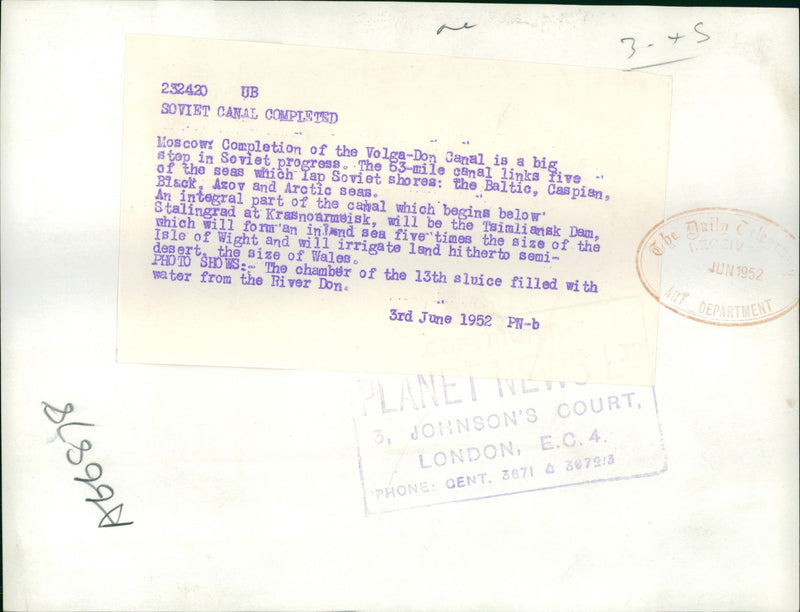 3 - + S
232420 UB
SOVIET CANAL COMPLETED
Moscow: Completion of the Volga-Don Canal is a big
step in Soviet progress. The 63-mile canal links five
of the seas which lap Soviet shores: the Baltic, Caspian,
Black, Azov and Arctic seas.
An integral part of the canal which begins below
Stalingrad at Krasnoarmeisk, will be the Tsimliansk Dam,
which will form an inland sea five times the size of the
Isle of Wight and will irrigate land hitherto semi-
desert, the size of Wales.
PHOTO SHOWS:- The chamber of the 13th sluice filled with
water from the River Don.
3rd June 1952 PN-b
The Daily Telegraph
RECEIV
JUN 1952
ART DEPARTMENT
PLANET NEWS
3, JOHNSON'S COURT,
LONDON, E.C.4.
PHONE: CENT. 3671 & 3672/3